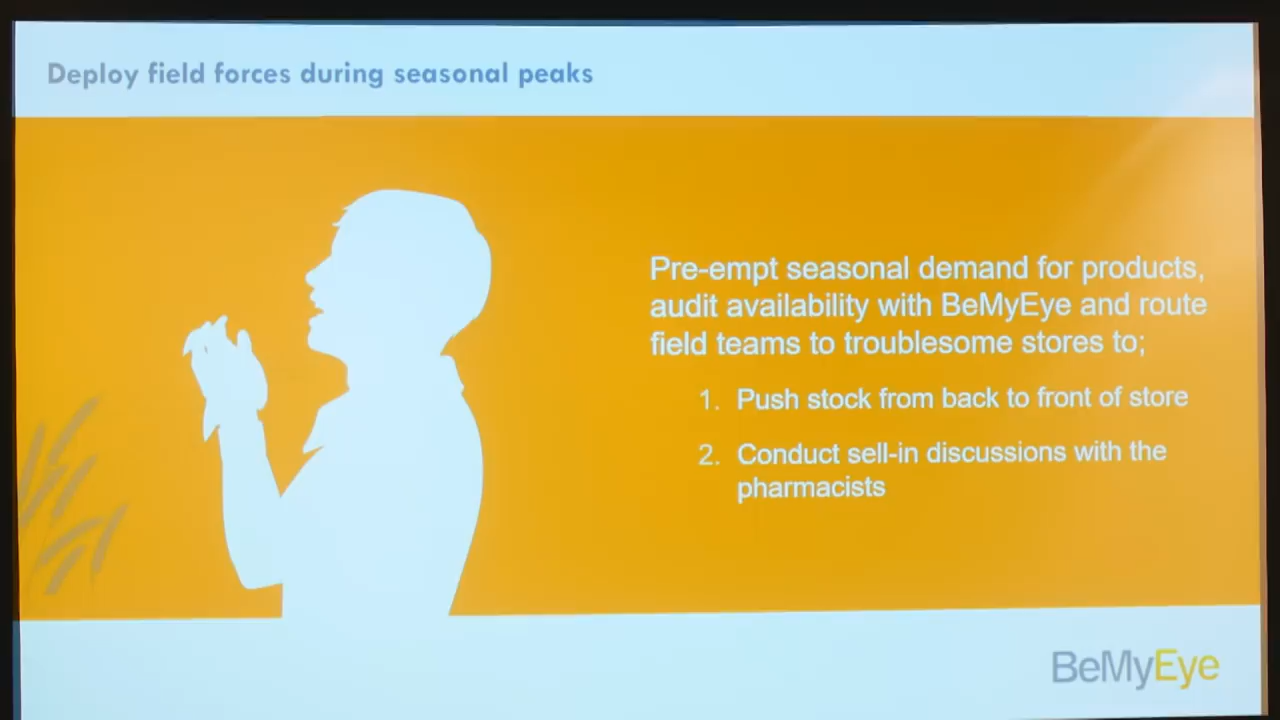 Deploy field forces during seasonal peaks
Pre-empt seasonal demand for products,
audit availability with BeMyEye and route
field teams to troublesome stores to;
1. Push stock from back to front of store
2. Conduct sell-in discussions with the
pharmacists
BeMyEye